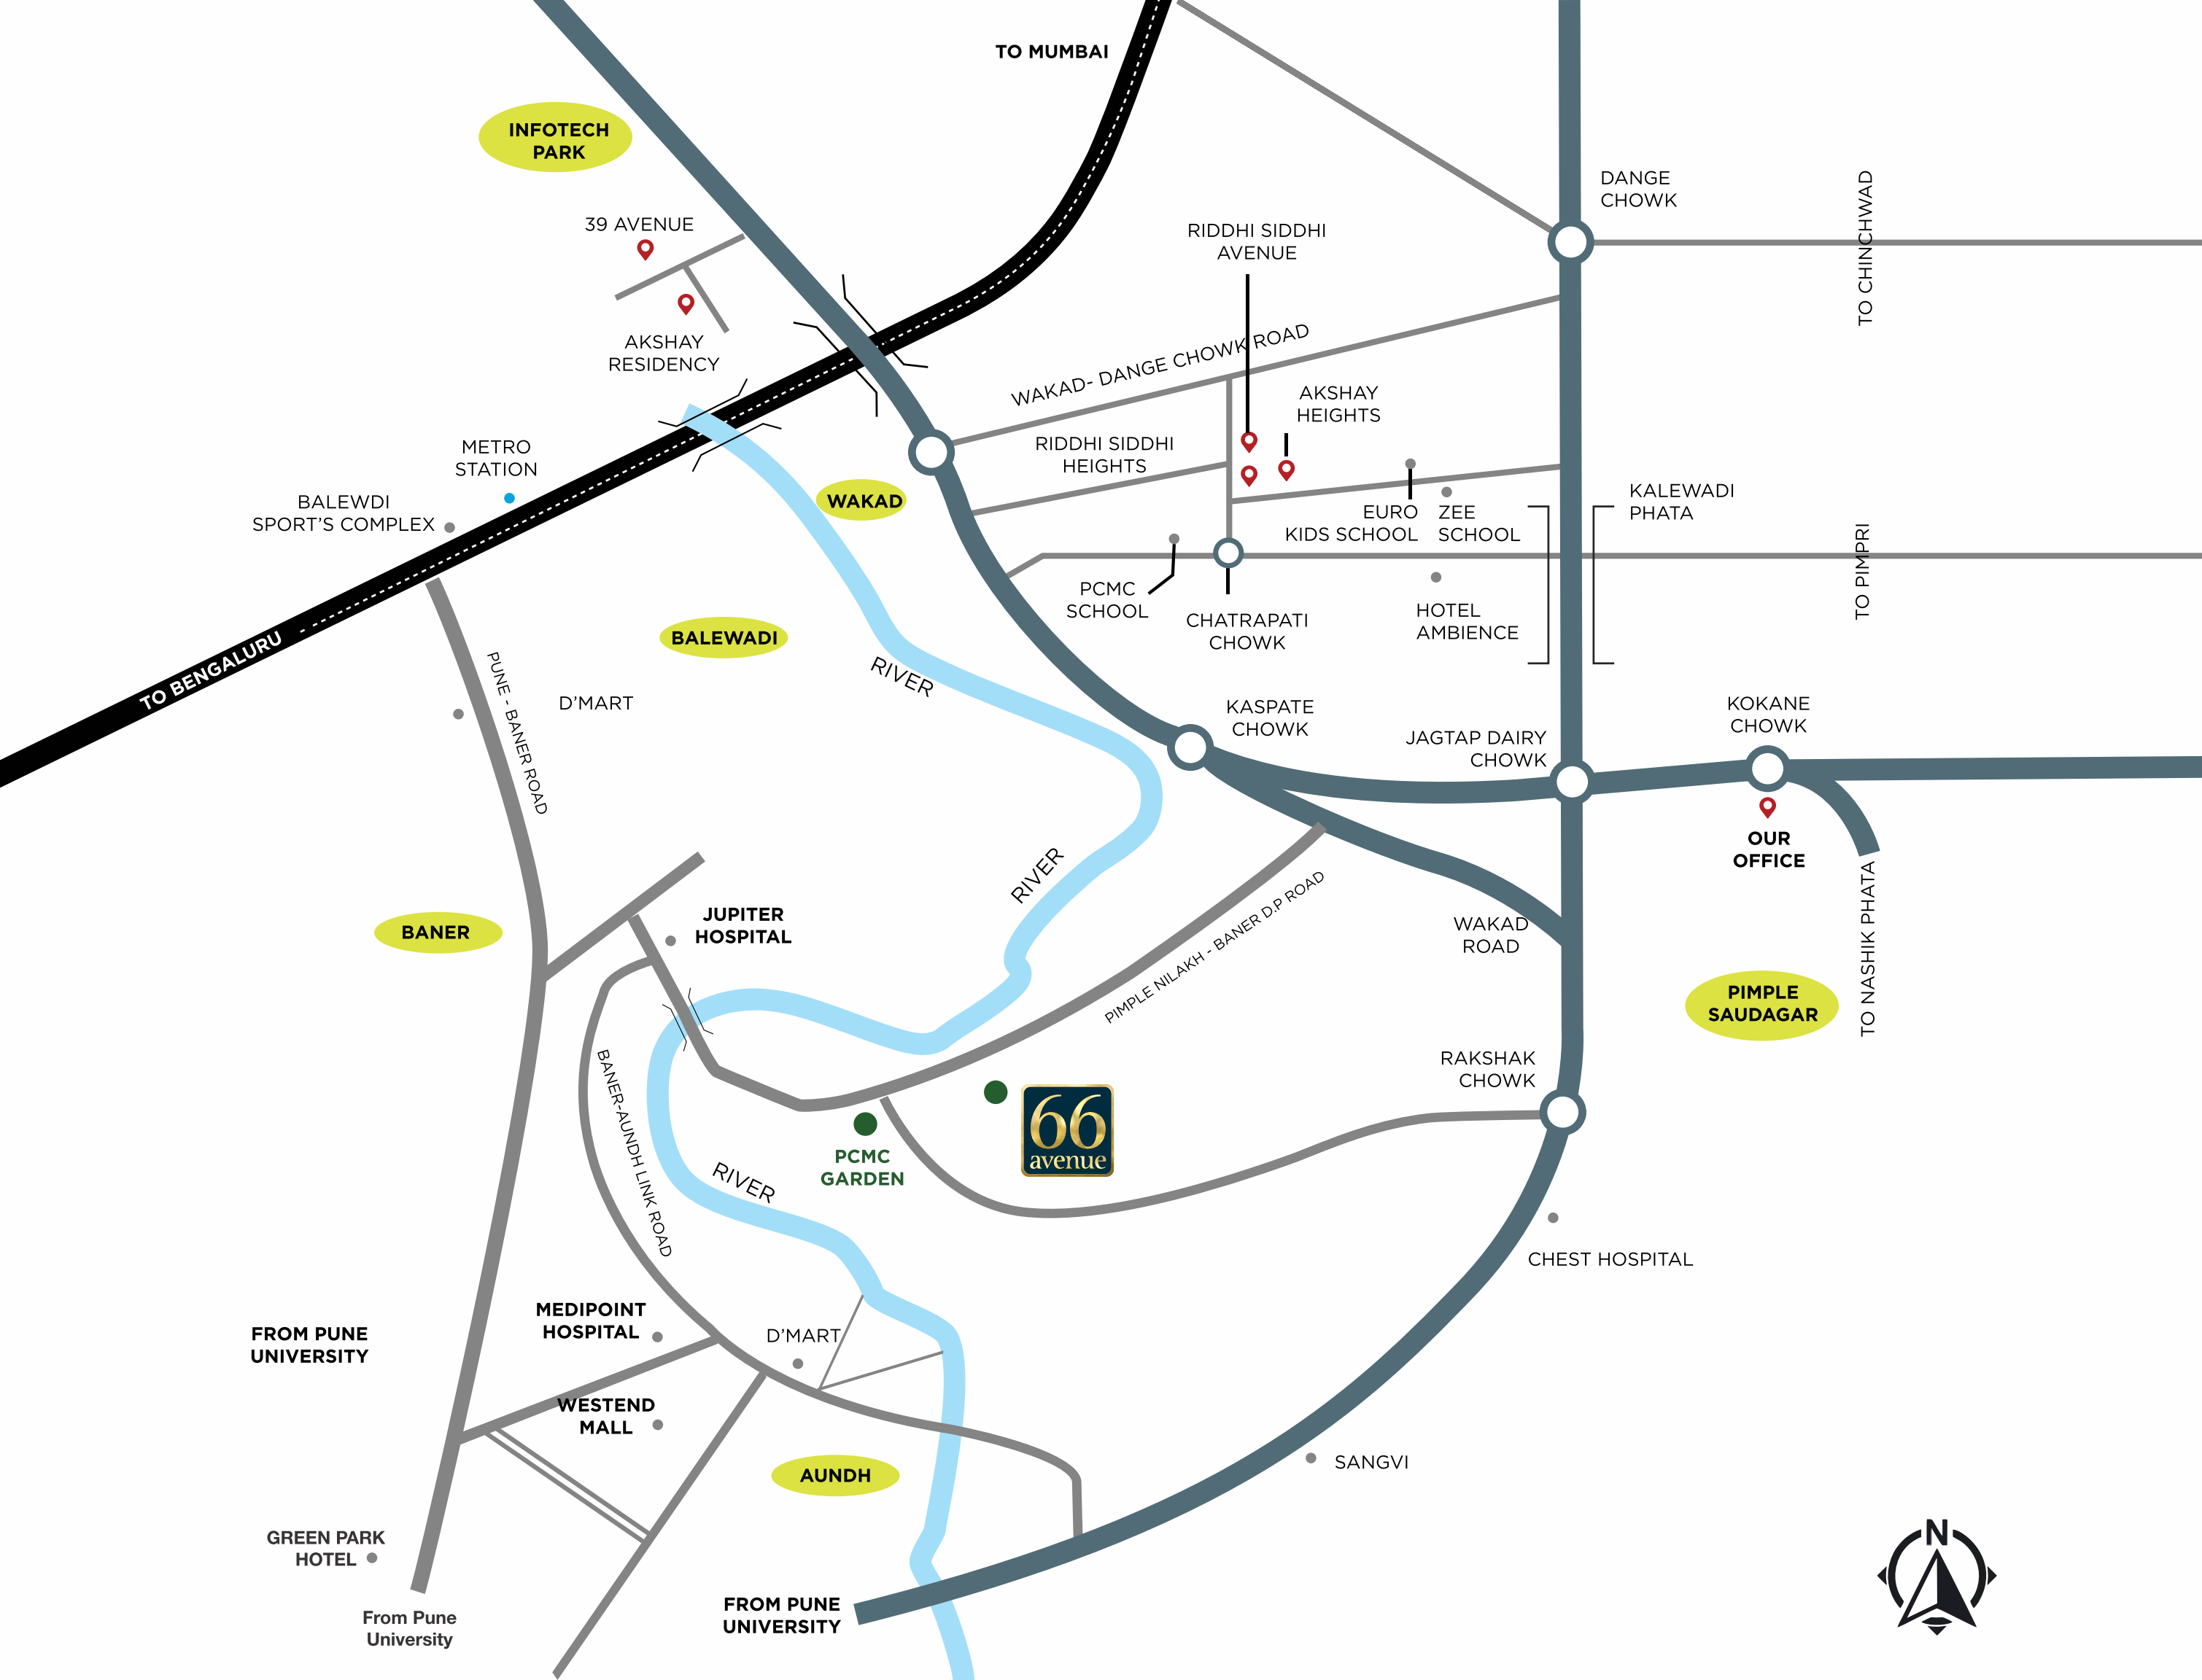 TO MUMBAI
INFOTECH
PARK
DANGE
CHOWK
TO CHINCHWAD
39 AVENUE
RIDDHI SIDDHI
AVENUE
AKSHAY
RESIDENCY
WAKAD- DANGE CHOWK ROAD
AKSHAY
HEIGHTS
RIDDHI SIDDHI
HEIGHTS
METRO
STATION
BALEWDI
SPORT'S COMPLEX
WAKAD
EURO
KIDS SCHOOL
ZEE
SCHOOL
KALEWADI
PHATA
TO PIMPRI
PCMC
SCHOOL
CHATRAPATI
CHOWK
HOTEL
AMBIENCE
BALEWADI
TO BENGALURU
RIVER
PUNE - BANER ROAD
D'MART
KASPATE
CHOWK
JAGTAP DAIRY
CHOWK
KOKANE
CHOWK
OUR
OFFICE
RIVER
PIMPLE NILAKH - BANER D.P ROAD
WAKAD
ROAD
TO NASHIK PHATA
BANER
JUPITER
HOSPITAL
PIMPLE
SAUDAGAR
RAKSHAK
CHOWK
66
avenue
PCMC
GARDEN
BANER-AUNDH LINK ROAD
RIVER
CHEST HOSPITAL
FROM PUNE
UNIVERSITY
MEDIPOINT
HOSPITAL
D'MART
WESTEND
MALL
AUNDH
SANGVI
GREEN PARK
HOTEL
From Pune
University
FROM PUNE
UNIVERSITY
N